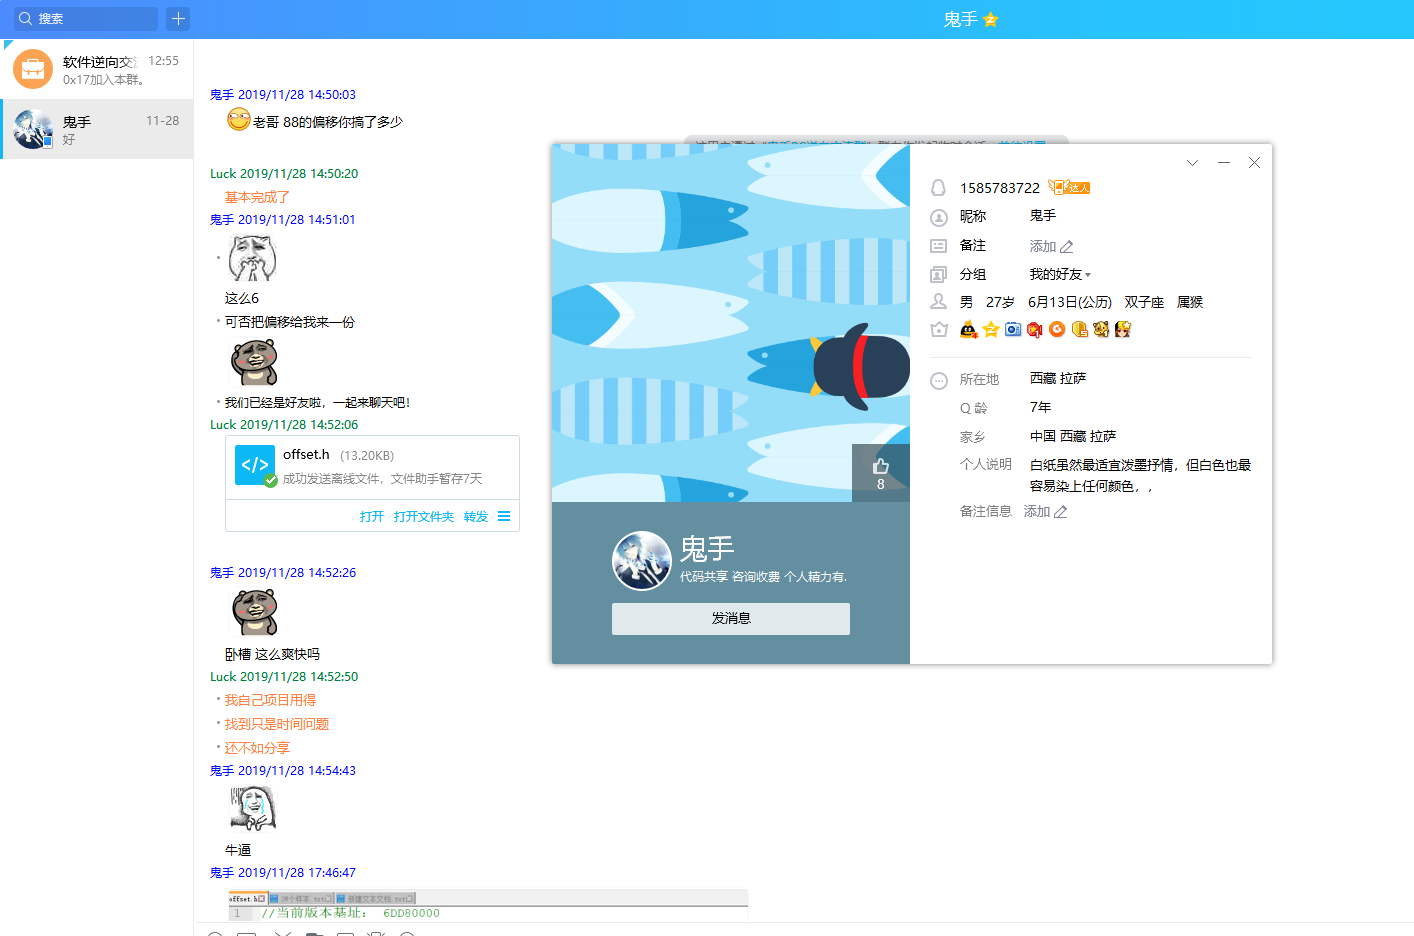 搜索
鬼手
软件逆向交流
12:55
0x17加入本群。
鬼手
11-28
好
鬼手 2019/11/28 14:50:03
老哥 88的偏移你搞了多少
Luck 2019/11/28 14:50:20
基本完成了
鬼手 2019/11/28 14:51:01
这么6
可否把偏移给我来一份
我们已经是好友啦，一起来聊天吧！
Luck 2019/11/28 14:52:06
offset.h (13.20KB)
成功发送离线文件，文件助手暂存7天
打开 打开文件夹 转发
鬼手 2019/11/28 14:52:26
卧槽 这么爽快吗
Luck 2019/11/28 14:52:50
我自己项目用得
找到只是时间问题
还不如分享
鬼手 2019/11/28 14:54:43
牛逼
鬼手 2019/11/28 17:46:47
offset.h
1 //当前版本基址： 6DD80000
8
鬼手
代码共享 咨询收费 个人精力有.
发消息
1585783722 达人
昵称 鬼手
备注 添加
分组 我的好友
男 27岁 6月13日(公历) 双子座 属猴
所在地 西藏 拉萨
Q 龄 7年
家乡 中国 西藏 拉萨
个人说明 白纸虽然最适宜泼墨抒情，但白色也最
容易染上任何颜色，，
备注信息 添加